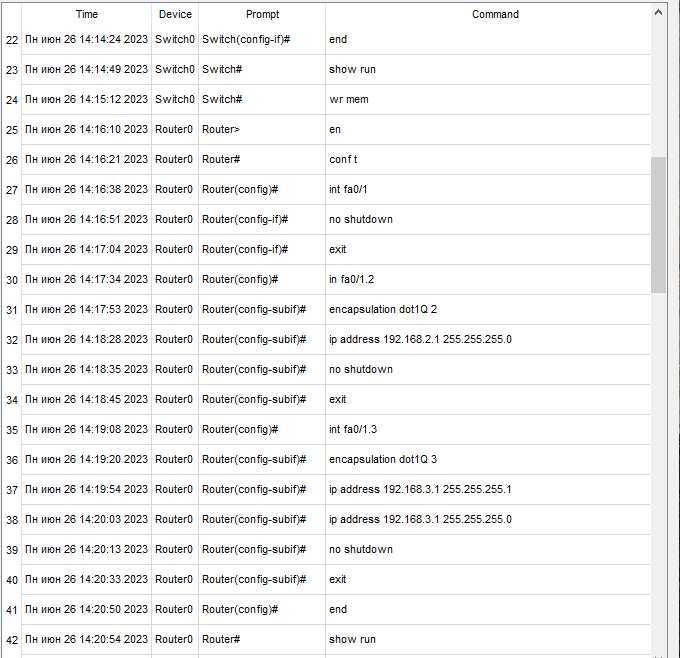 Time Device Prompt Command
22 Пн июн 26 14:14:24 2023 Switch0 Switch(config-if)# end
23 Пн июн 26 14:14:49 2023 Switch0 Switch# show run
24 Пн июн 26 14:15:12 2023 Switch0 Switch# wr mem
25 Пн июн 26 14:16:10 2023 Router0 Router> en
26 Пн июн 26 14:16:21 2023 Router0 Router# conf t
27 Пн июн 26 14:16:38 2023 Router0 Router(config)# int fa0/1
28 Пн июн 26 14:16:51 2023 Router0 Router(config-if)# no shutdown
29 Пн июн 26 14:17:04 2023 Router0 Router(config-if)# exit
30 Пн июн 26 14:17:34 2023 Router0 Router(config)# in fa0/1.2
31 Пн июн 26 14:17:53 2023 Router0 Router(config-subif)# encapsulation dot1Q 2
32 Пн июн 26 14:18:28 2023 Router0 Router(config-subif)# ip address 192.168.2.1 255.255.255.0
33 Пн июн 26 14:18:35 2023 Router0 Router(config-subif)# no shutdown
34 Пн июн 26 14:18:45 2023 Router0 Router(config-subif)# exit
35 Пн июн 26 14:19:08 2023 Router0 Router(config)# int fa0/1.3
36 Пн июн 26 14:19:20 2023 Router0 Router(config-subif)# encapsulation dot1Q 3
37 Пн июн 26 14:19:54 2023 Router0 Router(config-subif)# ip address 192.168.3.1 255.255.255.1
38 Пн июн 26 14:20:03 2023 Router0 Router(config-subif)# ip address 192.168.3.1 255.255.255.0
39 Пн июн 26 14:20:13 2023 Router0 Router(config-subif)# no shutdown
40 Пн июн 26 14:20:33 2023 Router0 Router(config-subif)# exit
41 Пн июн 26 14:20:50 2023 Router0 Router(config)# end
42 Пн июн 26 14:20:54 2023 Router0 Router# show run